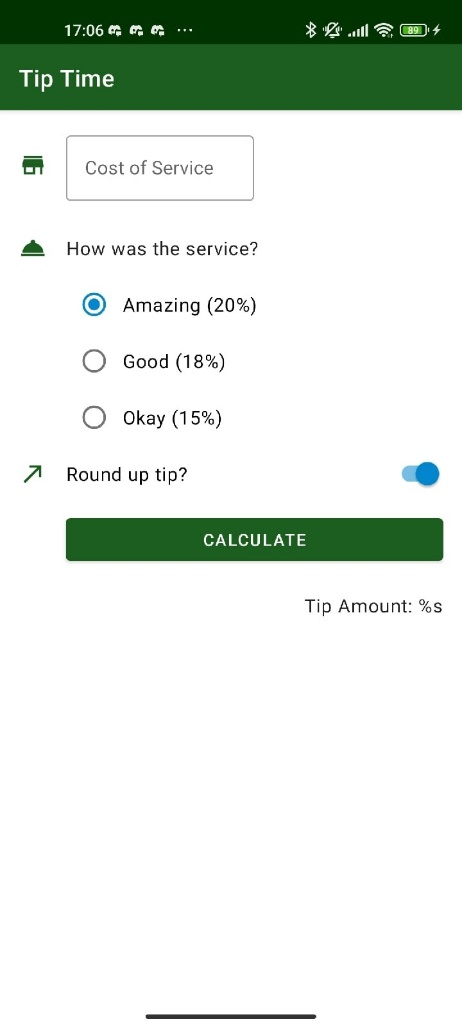 17:06 ...
89
Tip Time
Cost of Service
How was the service?
Amazing (20%)
Good (18%)
Okay (15%)
Round up tip?
CALCULATE
Tip Amount: %s